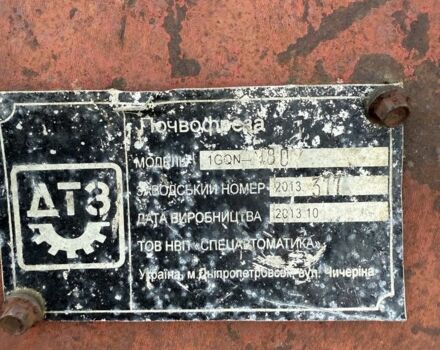 ДТЗ
Почвофреза
МОДЕЛЬ 1GQN-180
ЗАВОДСЬКИЙ НОМЕР 2013 317
ДАТА ВИРОБНИЦТВА 2013.10
ТОВ НВП «СПЕЦАВТОМАТИКА»
Україна, м.Дніпропетровськ, вул. Чичеріна